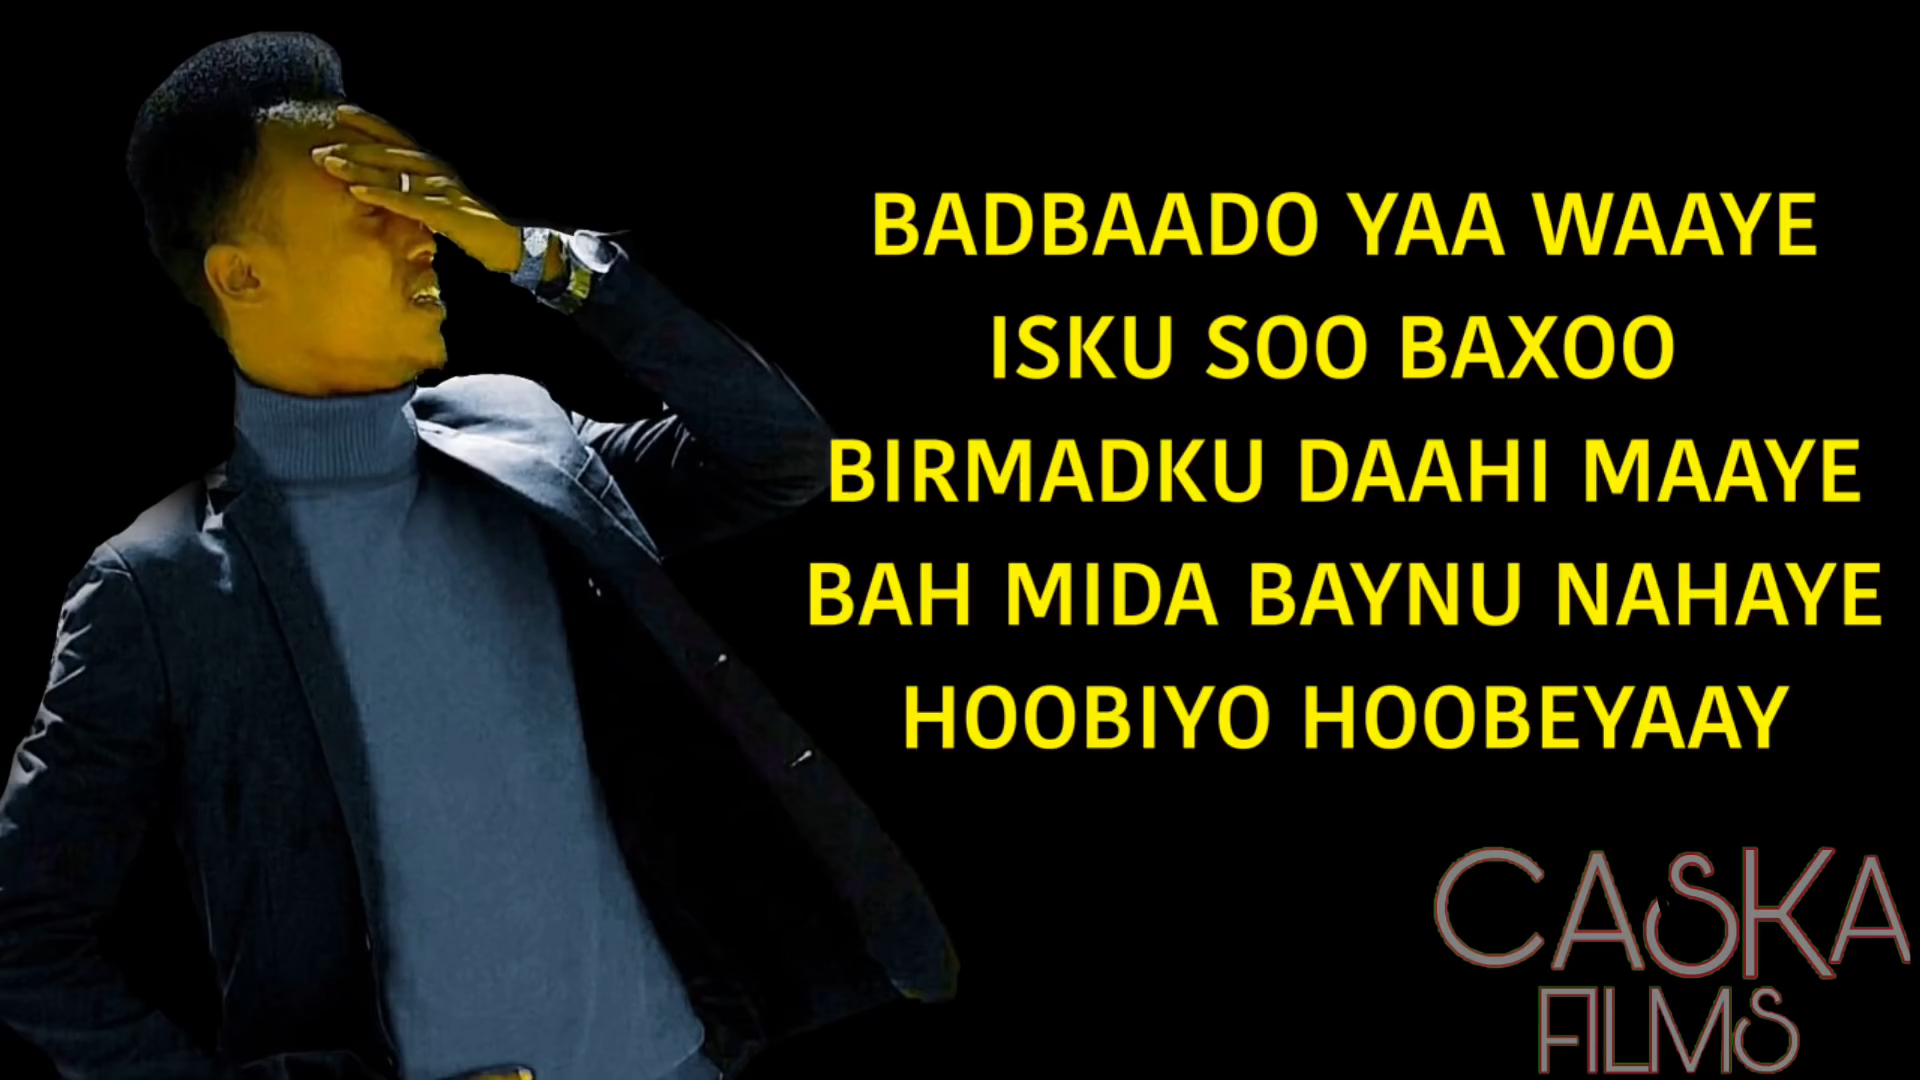 BADBAADO YAA WAAYE
ISKU SOO BAXOO
BIRMADKU DAAHI MAAYE
BAH MIDA BAYNU NAHAYE
HOOBIYO HOOBEYAAY
CASKA
FILMS